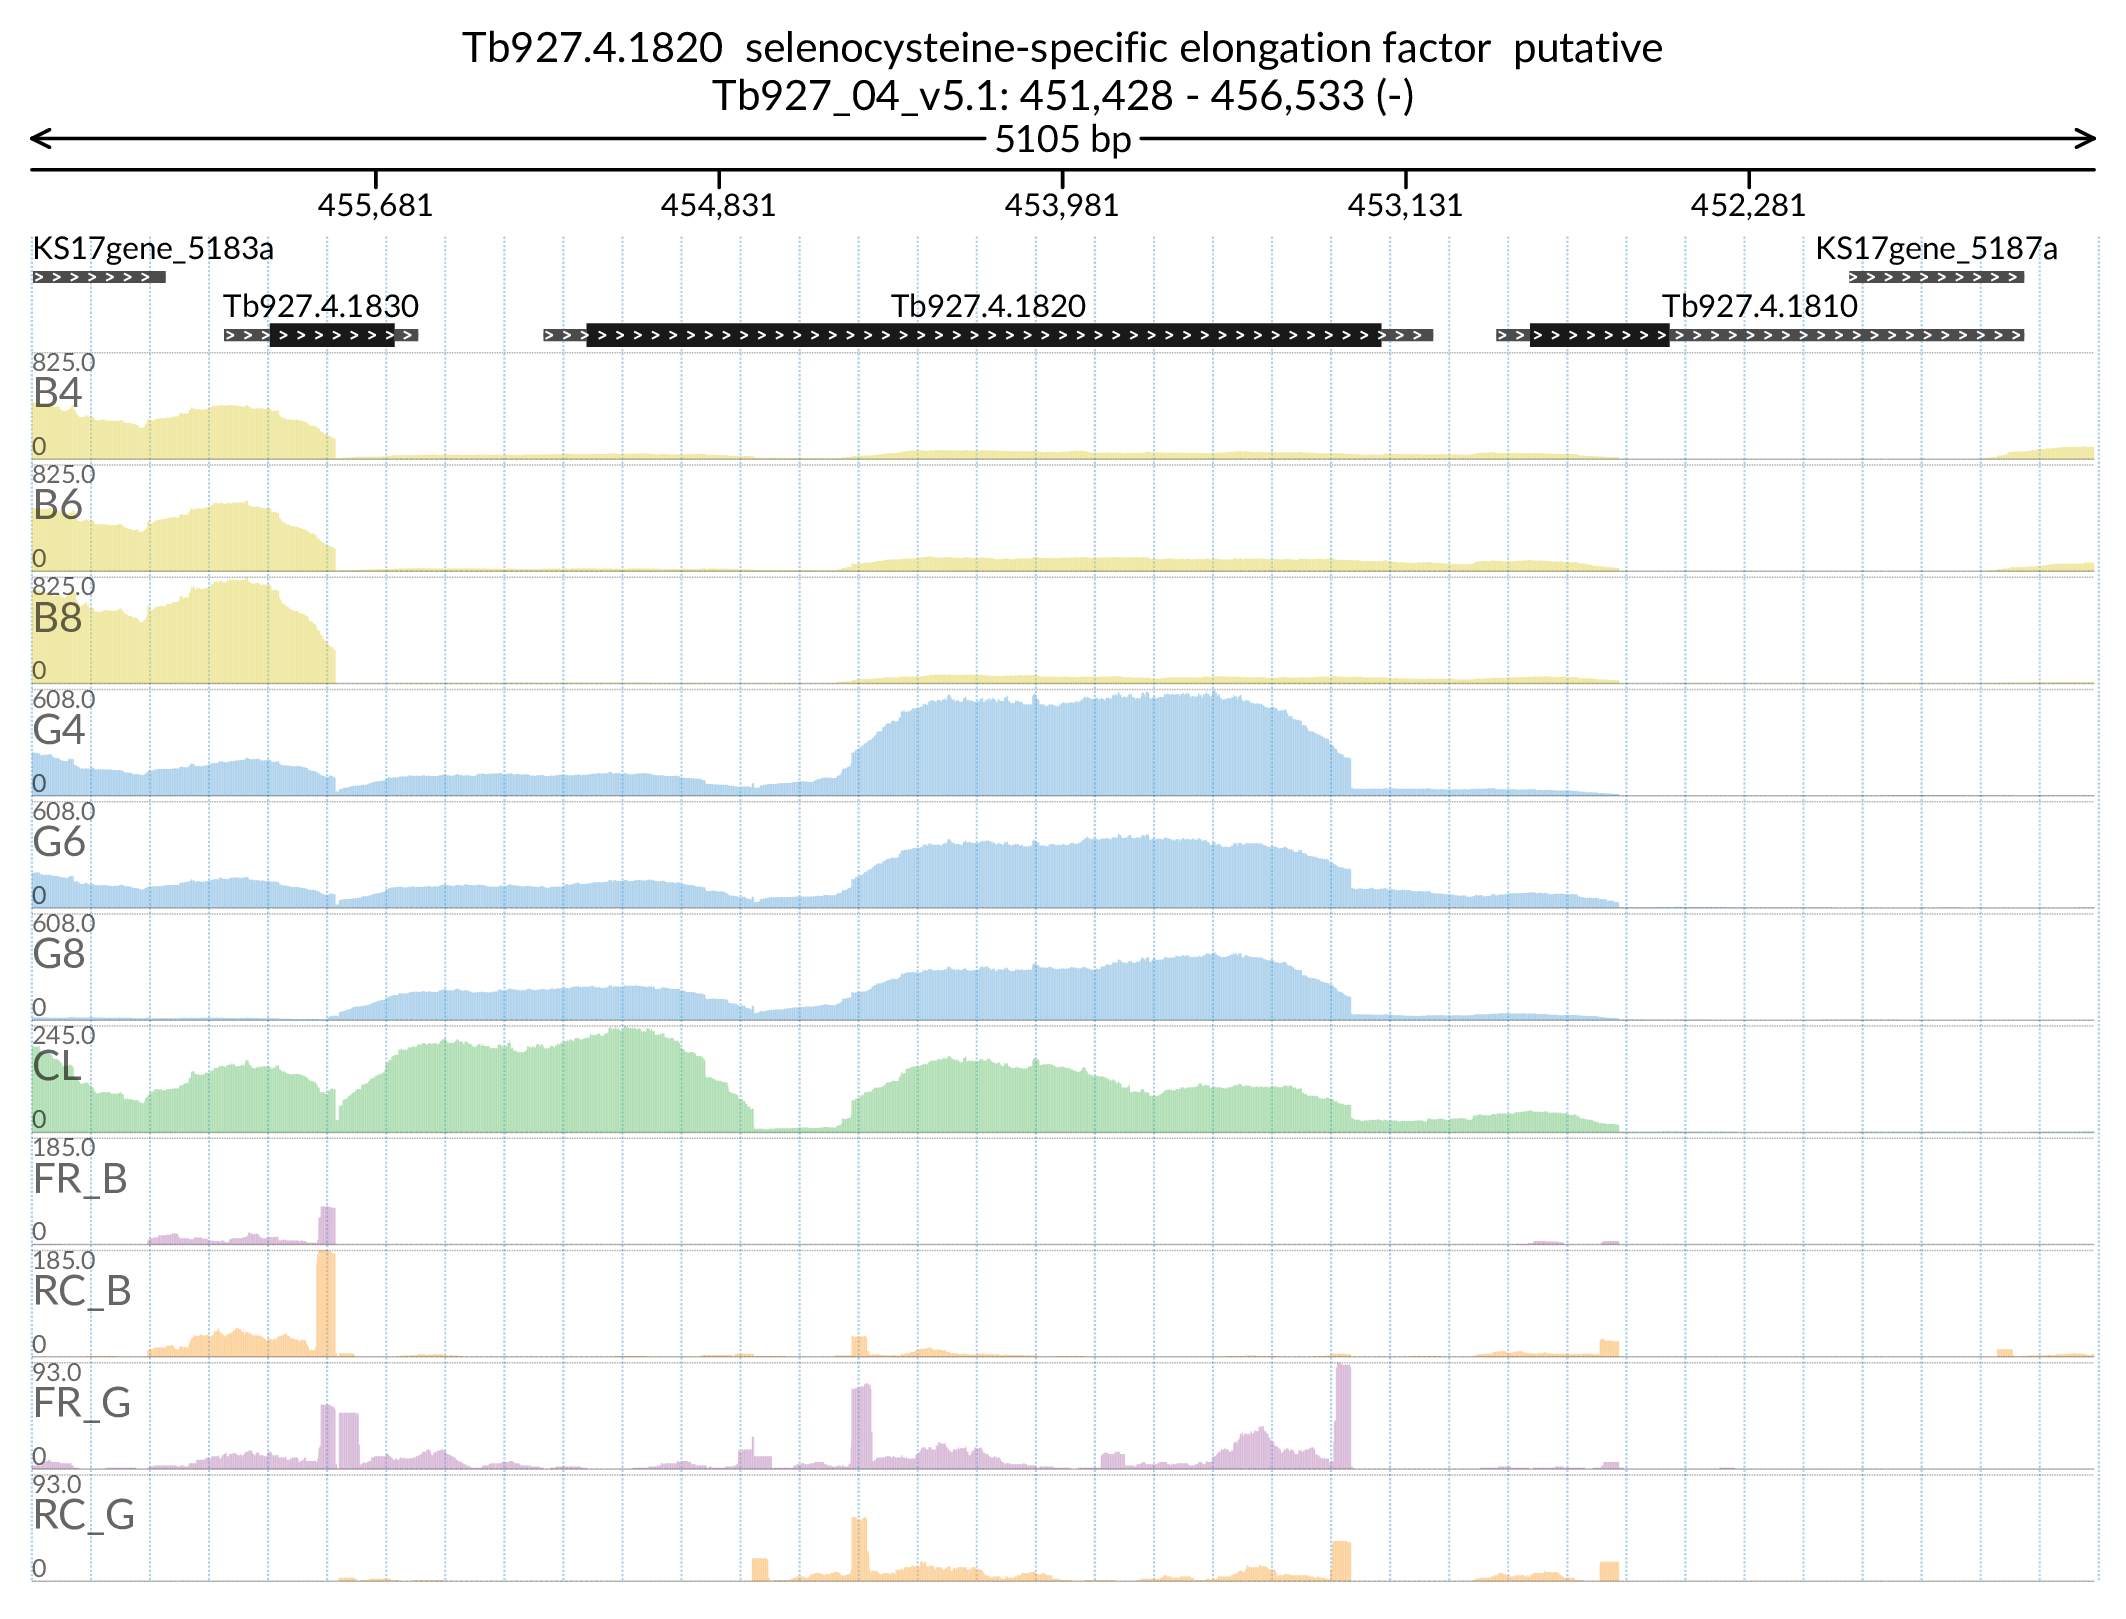 Tb927.4.1820  selenocysteine-specific elongation factor  putative
Tb927_04_v5.1: 451,428 - 456,533 (-)
5105 bp
455,681 454,831 453,981 453,131 452,281
KS17gene_5183a KS17gene_5187a
Tb927.4.1830 Tb927.4.1820 Tb927.4.1810
825.0
B4
0
825.0
B6
0
825.0
B8
0
608.0
G4
0
608.0
G6
0
608.0
G8
0
245.0
CL
0
185.0
FR_B
0
185.0
RC_B
0
93.0
FR_G
0
93.0
RC_G
0